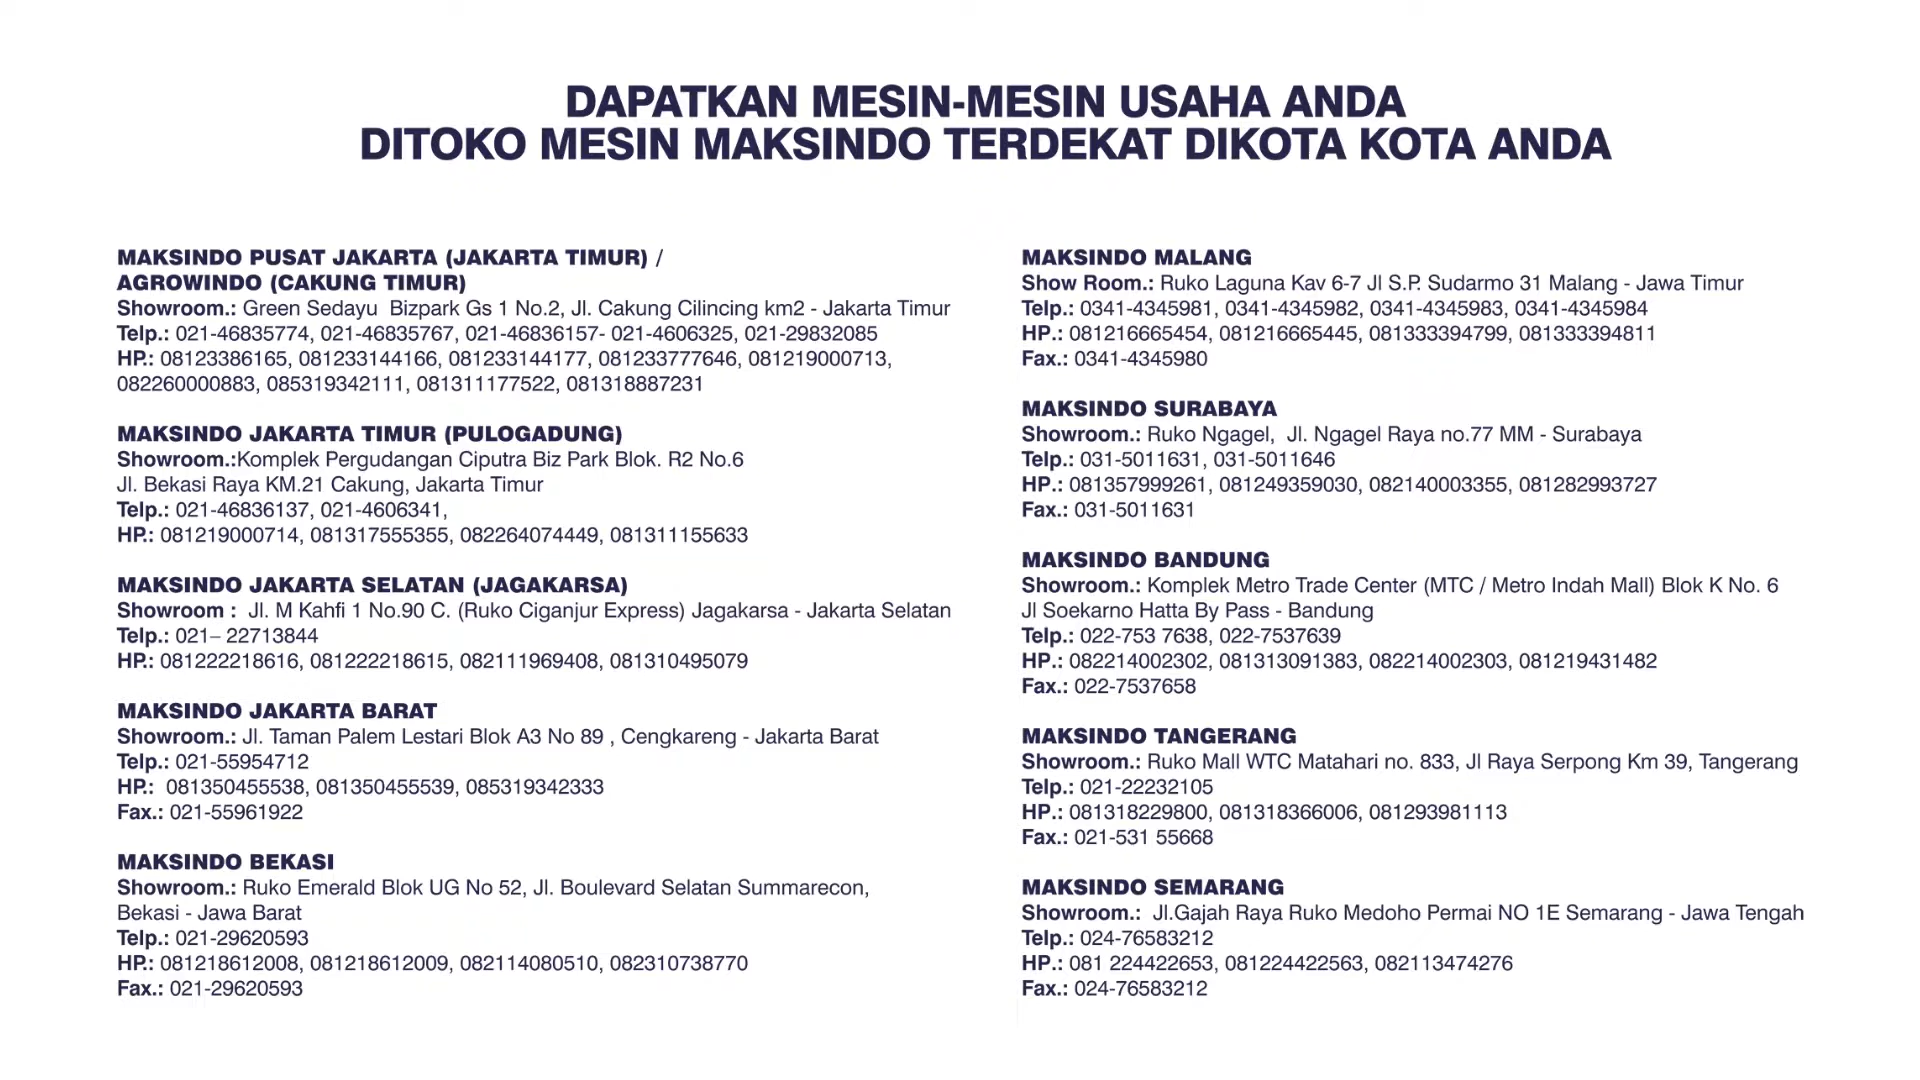 DAPATKAN MESIN-MESIN USAHA ANDA
DITOKO MESIN MAKSINDO TERDEKAT DIKOTA KOTA ANDA
MAKSINDO PUSAT JAKARTA (JAKARTA TIMUR) /
AGROWINDO (CAKUNG TIMUR)
Showroom.: Green Sedayu  Bizpark Gs 1 No.2, Jl. Cakung Cilincing km2 - Jakarta Timur
Telp.: 021-46835774, 021-46835767, 021-46836157- 021-4606325, 021-29832085
HP.: 08123386165, 081233144166, 081233144177, 081233777646, 081219000713,
082260000883, 085319342111, 081311177522, 081318887231
MAKSINDO JAKARTA TIMUR (PULOGADUNG)
Showroom.:Komplek Pergudangan Ciputra Biz Park Blok. R2 No.6
Jl. Bekasi Raya KM.21 Cakung, Jakarta Timur
Telp.: 021-46836137, 021-4606341,
HP.: 081219000714, 081317555355, 082264074449, 081311155633
MAKSINDO JAKARTA SELATAN (JAGAKARSA)
Showroom :  Jl. M Kahfi 1 No.90 C. (Ruko Ciganjur Express) Jagakarsa - Jakarta Selatan
Telp.: 021– 22713844
HP.: 081222218616, 081222218615, 082111969408, 081310495079
MAKSINDO JAKARTA BARAT
Showroom.: Jl. Taman Palem Lestari Blok A3 No 89 , Cengkareng - Jakarta Barat
Telp.: 021-55954712
HP.:  081350455538, 081350455539, 085319342333
Fax.: 021-55961922
MAKSINDO BEKASI
Showroom.: Ruko Emerald Blok UG No 52, Jl. Boulevard Selatan Summarecon,
Bekasi - Jawa Barat
Telp.: 021-29620593
HP.: 081218612008, 081218612009, 082114080510, 082310738770
Fax.: 021-29620593
MAKSINDO MALANG
Show Room.: Ruko Laguna Kav 6-7 Jl S.P. Sudarmo 31 Malang - Jawa Timur
Telp.: 0341-4345981, 0341-4345982, 0341-4345983, 0341-4345984
HP.: 081216665454, 081216665445, 081333394799, 081333394811
Fax.: 0341-4345980
MAKSINDO SURABAYA
Showroom.: Ruko Ngagel,  Jl. Ngagel Raya no.77 MM - Surabaya
Telp.: 031-5011631, 031-5011646
HP.: 081357999261, 081249359030, 082140003355, 081282993727
Fax.: 031-5011631
MAKSINDO BANDUNG
Showroom.: Komplek Metro Trade Center (MTC / Metro Indah Mall) Blok K No. 6
Jl Soekarno Hatta By Pass - Bandung
Telp.: 022-753 7638, 022-7537639
HP.: 082214002302, 081313091383, 082214002303, 081219431482
Fax.: 022-7537658
MAKSINDO TANGERANG
Showroom.: Ruko Mall WTC Matahari no. 833, Jl Raya Serpong Km 39, Tangerang
Telp.: 021-22232105
HP.: 081318229800, 081318366006, 081293981113
Fax.: 021-531 55668
MAKSINDO SEMARANG
Showroom.:  Jl.Gajah Raya Ruko Medoho Permai NO 1E Semarang - Jawa Tengah
Telp.: 024-76583212
HP.: 081 224422653, 081224422563, 082113474276
Fax.: 024-76583212